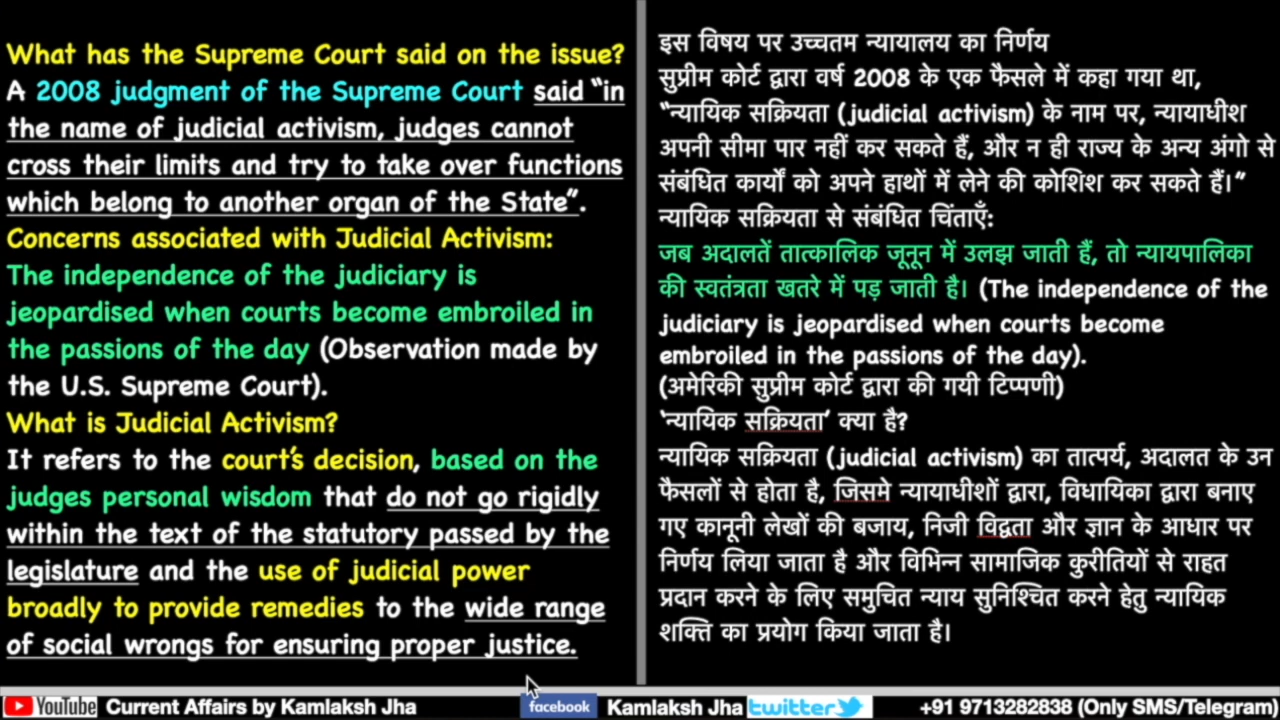 What has the Supreme Court said on the issue?
A 2008 judgment of the Supreme Court said “in
the name of judicial activism, judges cannot
cross their limits and try to take over functions
which belong to another organ of the State”.
Concerns associated with Judicial Activism:
The independence of the judiciary is
jeopardised when courts become embroiled in
the passions of the day (Observation made by
the U.S. Supreme Court).
What is Judicial Activism?
It refers to the court’s decision, based on the
judges personal wisdom that do not go rigidly
within the text of the statutory passed by the
legislature and the use of judicial power
broadly to provide remedies to the wide range
of social wrongs for ensuring proper justice.
इस विषय पर उच्चतम न्यायालय का निर्णय
सुप्रीम कोर्ट द्वारा वर्ष 2008 के एक फैसले में कहा गया था,
“न्यायिक सक्रियता (judicial activism) के नाम पर, न्यायाधीश
अपनी सीमा पार नहीं कर सकते हैं, और न ही राज्य के अन्य अंगो से
संबंधित कार्यों को अपने हाथों में लेने की कोशिश कर सकते हैं।”
न्यायिक सक्रियता से संबंधित चिंताएँ:
जब अदालतें तात्कालिक जूनून में उलझ जाती हैं, तो न्यायपालिका
की स्वतंत्रता खतरे में पड़ जाती है। (The independence of the
judiciary is jeopardised when courts become
embroiled in the passions of the day).
(अमेरिकी सुप्रीम कोर्ट द्वारा की गयी टिप्पणी)
‘न्यायिक सक्रियता’ क्या है?
न्यायिक सक्रियता (judicial activism) का तात्पर्य, अदालत के उन
फैसलों से होता है, जिसमे न्यायाधीशों द्वारा, विधायिका द्वारा बनाए
गए कानूनी लेखों की बजाय, निजी विद्वता और ज्ञान के आधार पर
निर्णय लिया जाता है और विभिन्न सामाजिक कुरीतियों से राहत
प्रदान करने के लिए समुचित न्याय सुनिश्चित करने हेतु न्यायिक
शक्ति का प्रयोग किया जाता है।
YouTube Current Affairs by Kamlaksh Jha facebook Kamlaksh Jha twitter +91 9713282838 (Only SMS/Telegram)